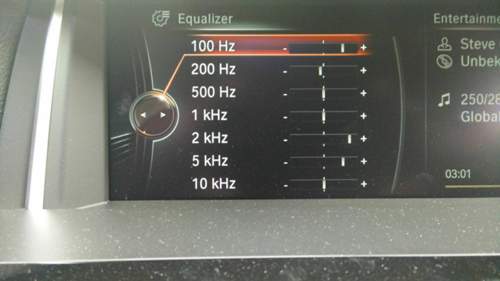 Equalizer
100 Hz - +
200 Hz - +
500 Hz - +
1 kHz - +
2 kHz - +
5 kHz - +
10 kHz - +
Entertainme
Steve
Unbek
250/28
Global
03:01